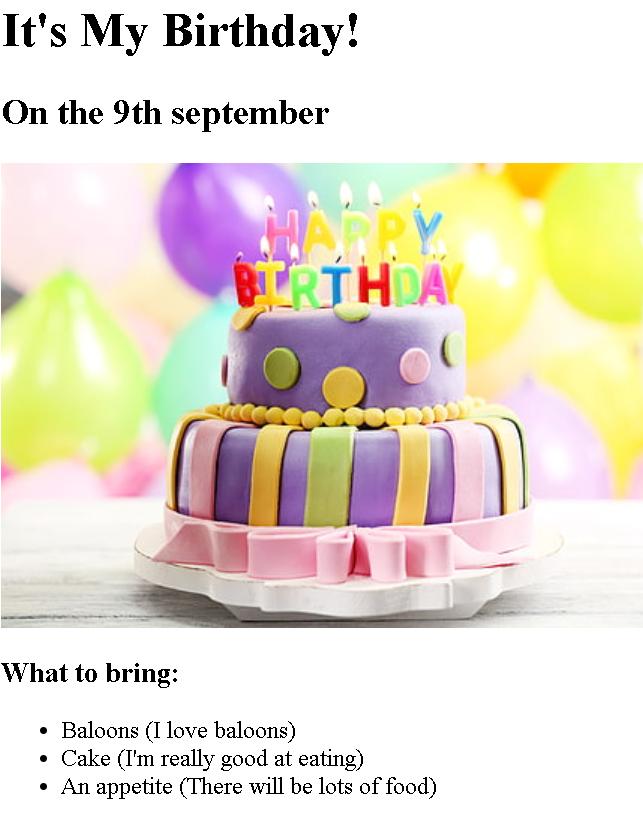 It's My Birthday!
On the 9th september
HAPPY
BIRTHDAY
What to bring:
Baloons (I love baloons)
Cake (I'm really good at eating)
An appetite (There will be lots of food)